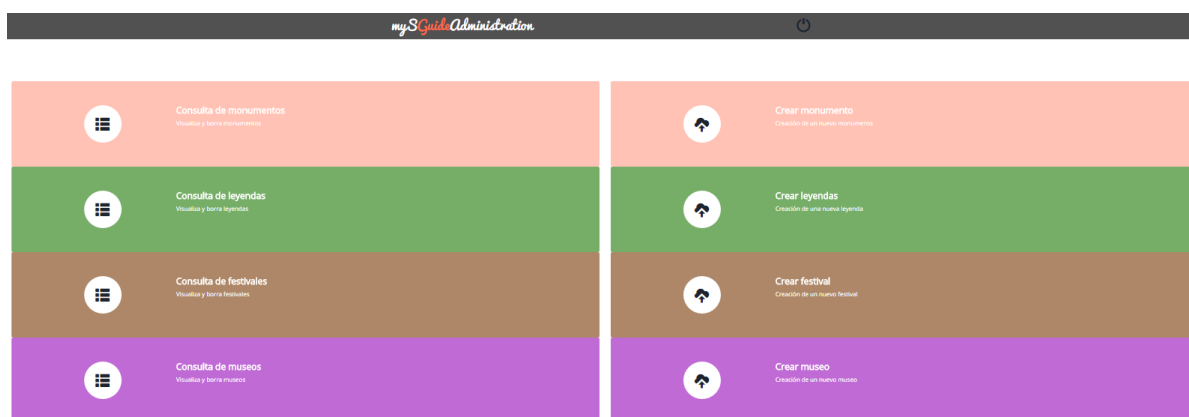 mySGuideAdministration
Consulta de monumentos
Visualiza y borra monumentos
Crear monumento
Creación de un nuevo monumento
Consulta de leyendas
Visualiza y borra leyendas
Crear leyendas
Creación de una nueva leyenda
Consulta de festivales
Visualiza y borra festivales
Crear festival
Creación de un nuevo festival
Consulta de museos
Visualiza y borra museos
Crear museo
Creación de un nuevo museo